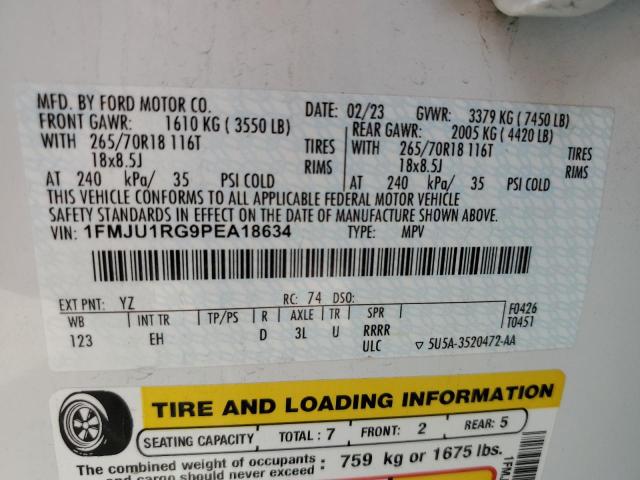 MFD. BY FORD MOTOR CO.
DATE: 02/23 GVWR: 3379 KG ( 7450 LB)
FRONT GAWR: 1610 KG ( 3550 LB)
REAR GAWR: 2005 KG ( 4420 LB)
WITH 265/70R18 116T TIRES
WITH 265/70R18 116T TIRES
18x8.5J RIMS
18x8.5J RIMS
AT 240 kPa/ 35 PSI COLD
AT 240 kPa/ 35 PSI COLD
THIS VEHICLE CONFORMS TO ALL APPLICABLE FEDERAL MOTOR VEHICLE
SAFETY STANDARDS IN EFFECT ON THE DATE OF MANUFACTURE SHOWN ABOVE.
VIN: 1FMJU1RG9PEA18634 TYPE: MPV
EXT PNT: YZ RC: 74 DSO:
WB INT TR TP/PS R AXLE TR SPR
F0426
T0451
123 EH D 3L U RRRR
ULC ▽ 5U5A-3520472-AA
TIRE AND LOADING INFORMATION
SEATING CAPACITY TOTAL : 7 FRONT: 2 REAR: 5
The combined weight of occupants
and cargo should never exceed : 759 kg or 1675 lbs.
1FMJ